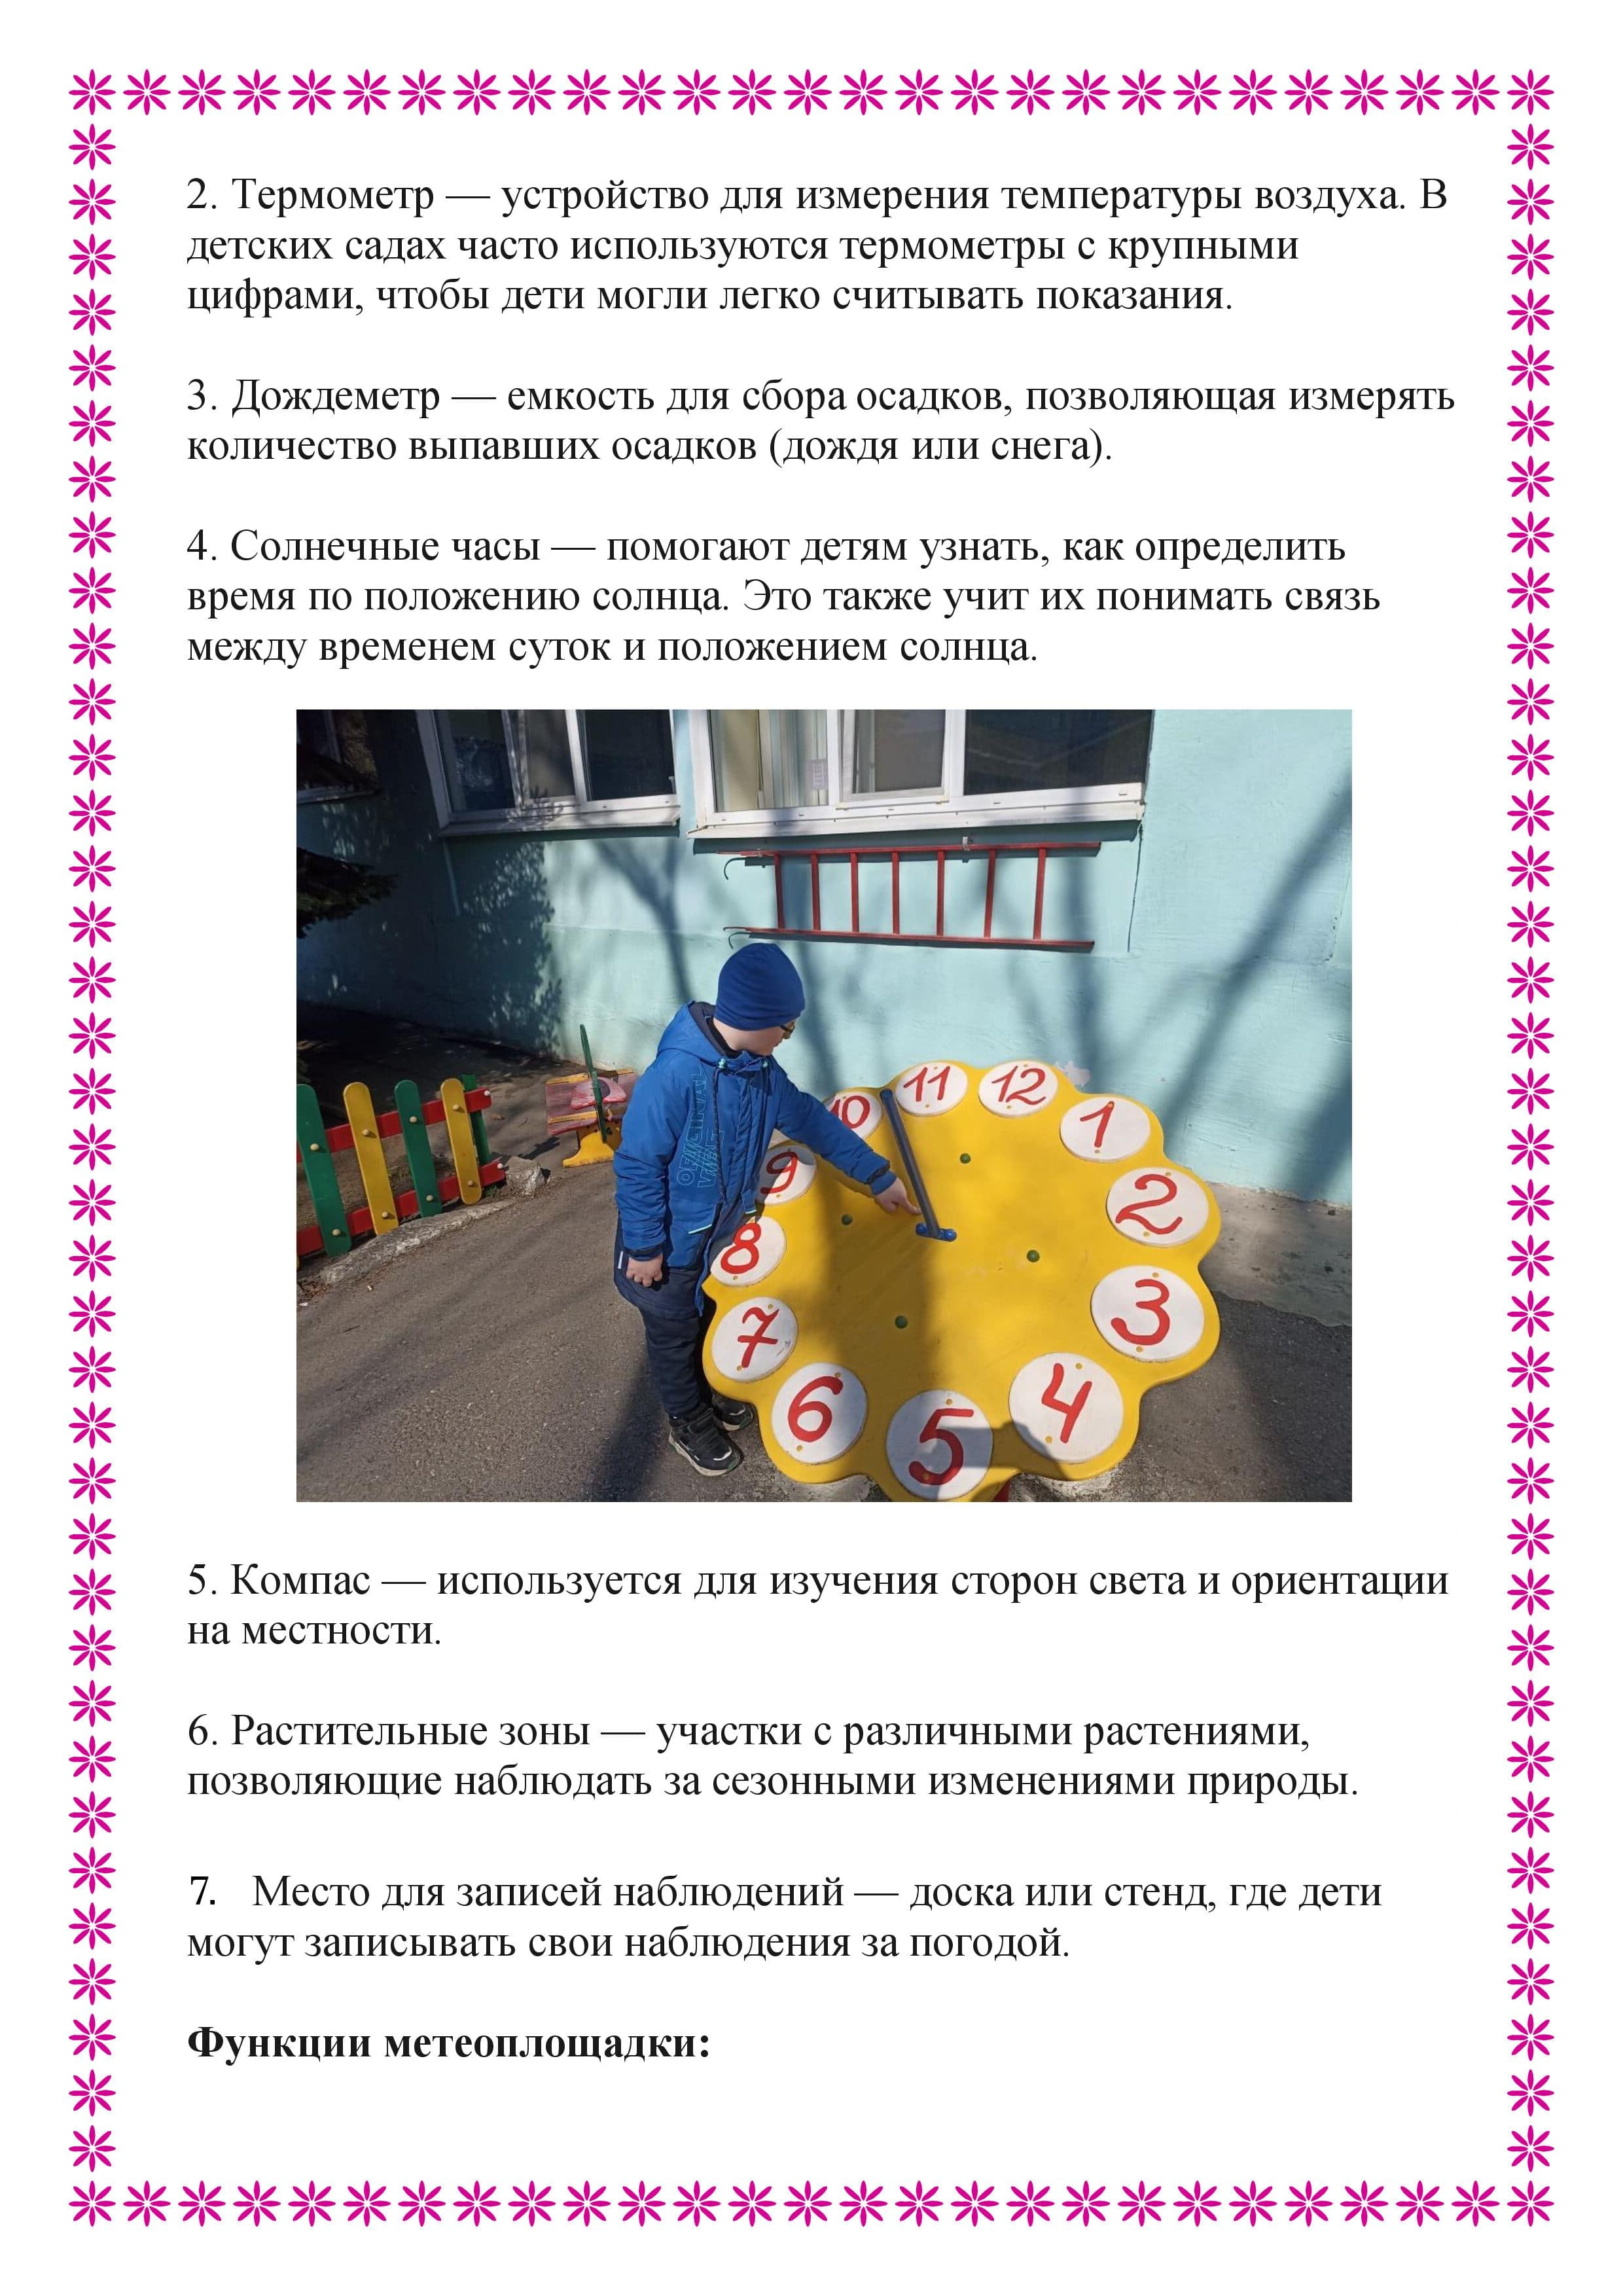 2. Термометр — устройство для измерения температуры воздуха. В
детских садах часто используются термометры с крупными
цифрами, чтобы дети могли легко считывать показания.
3. Дождеметр — емкость для сбора осадков, позволяющая измерять
количество выпавших осадков (дождя или снега).
4. Солнечные часы — помогают детям узнать, как определить
время по положению солнца. Это также учит их понимать связь
между временем суток и положением солнца.
11
12
10
1
9
2
8
3
7
4
6
5
5. Компас — используется для изучения сторон света и ориентации
на местности.
6. Растительные зоны — участки с различными растениями,
позволяющие наблюдать за сезонными изменениями природы.
7. Место для записей наблюдений — доска или стенд, где дети
могут записывать свои наблюдения за погодой.
Функции метеоплощадки: